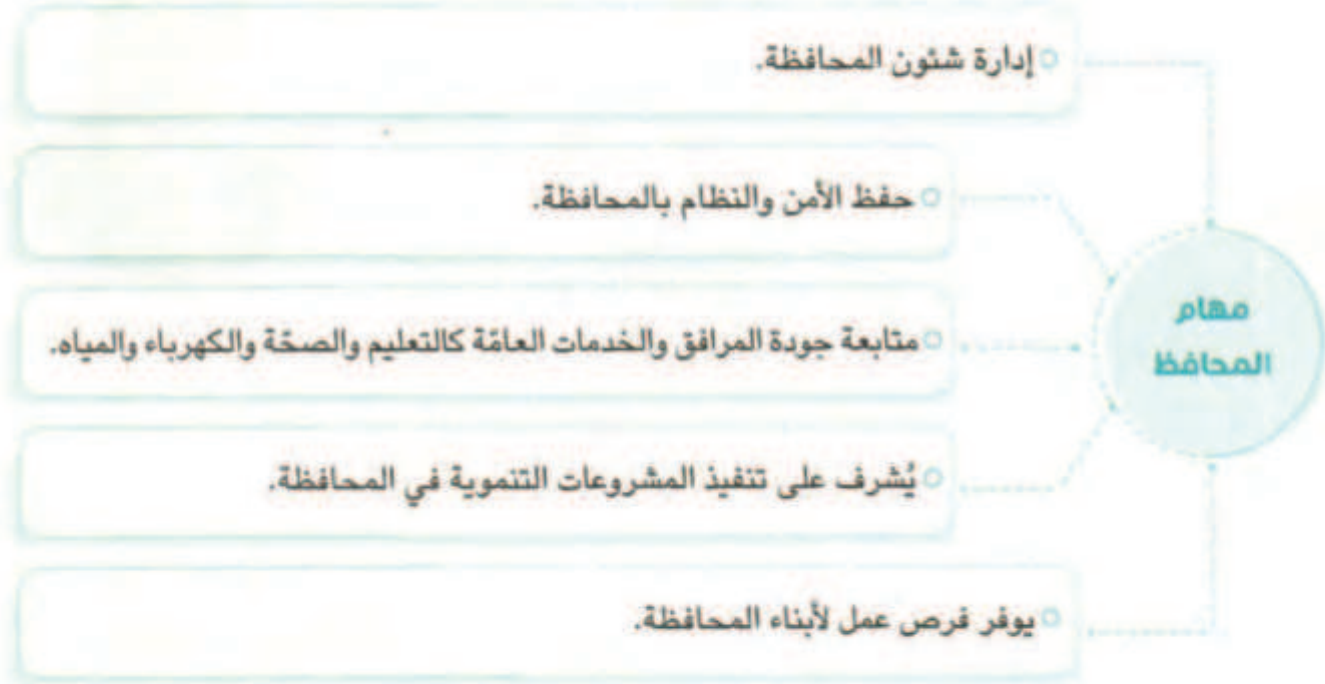 إدارة شئون المحافظة.
حفظ الأمن والنظام بالمحافظة.
مهام
المحافظ
متابعة جودة المرافق والخدمات العامّة كالتعليم والصحّة والكهرباء والمياه.
يُشرف على تنفيذ المشروعات التنموية في المحافظة.
يوفر فرص عمل لأبناء المحافظة.